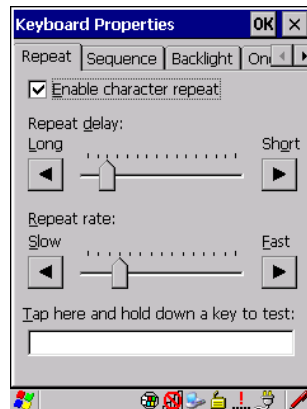 Keyboard Properties OK ×
Repeat Sequence Backlight
Enable character repeat
Repeat delay:
Long Short
Repeat rate:
Slow Fast
Tap here and hold down a key to test: